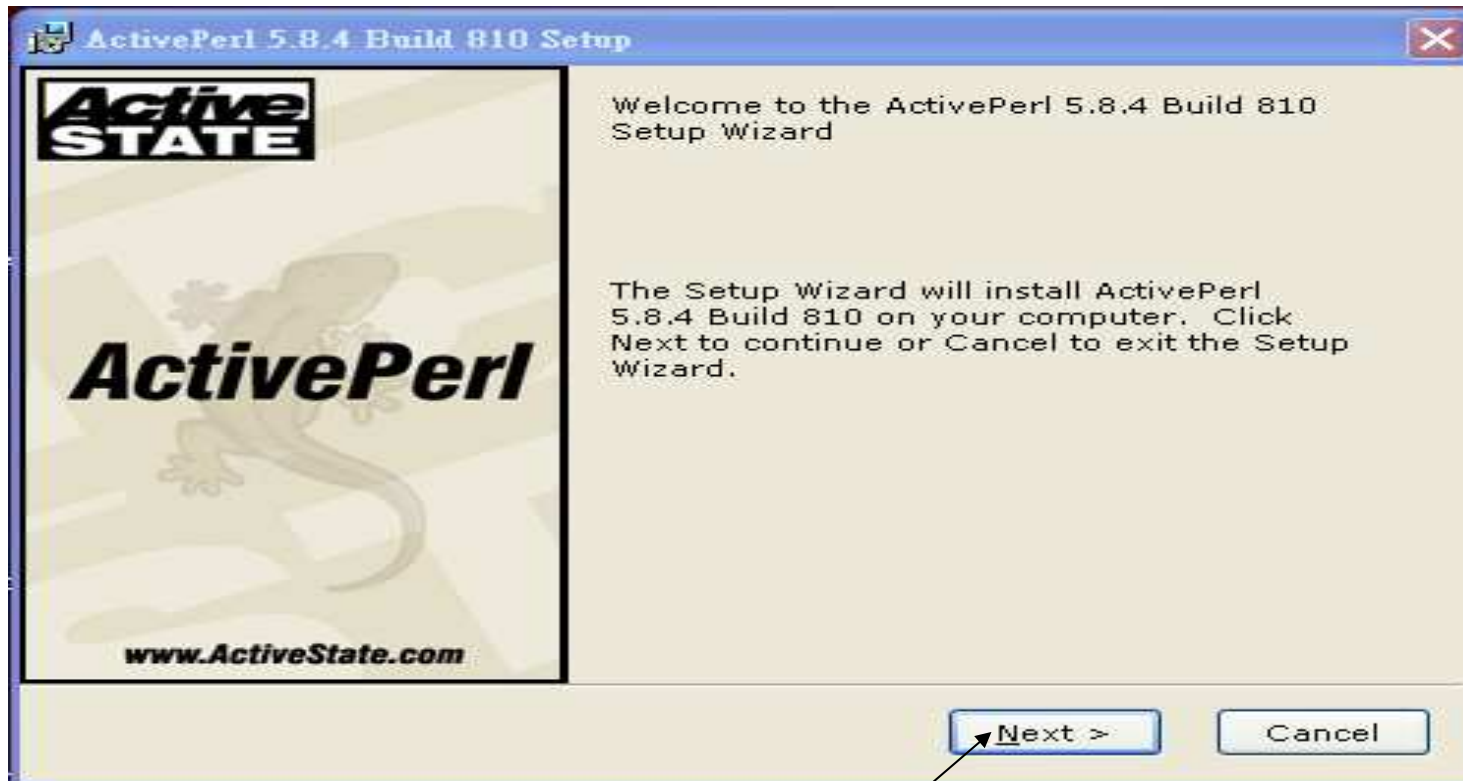 ActivePerl 5.8.4 Build 810 Setup
Active
STATE
ActivePerl
www.ActiveState.com
Welcome to the ActivePerl 5.8.4 Build 810
Setup Wizard
The Setup Wizard will install ActivePerl
5.8.4 Build 810 on your computer.  Click
Next to continue or Cancel to exit the Setup
Wizard.
Next >
Cancel